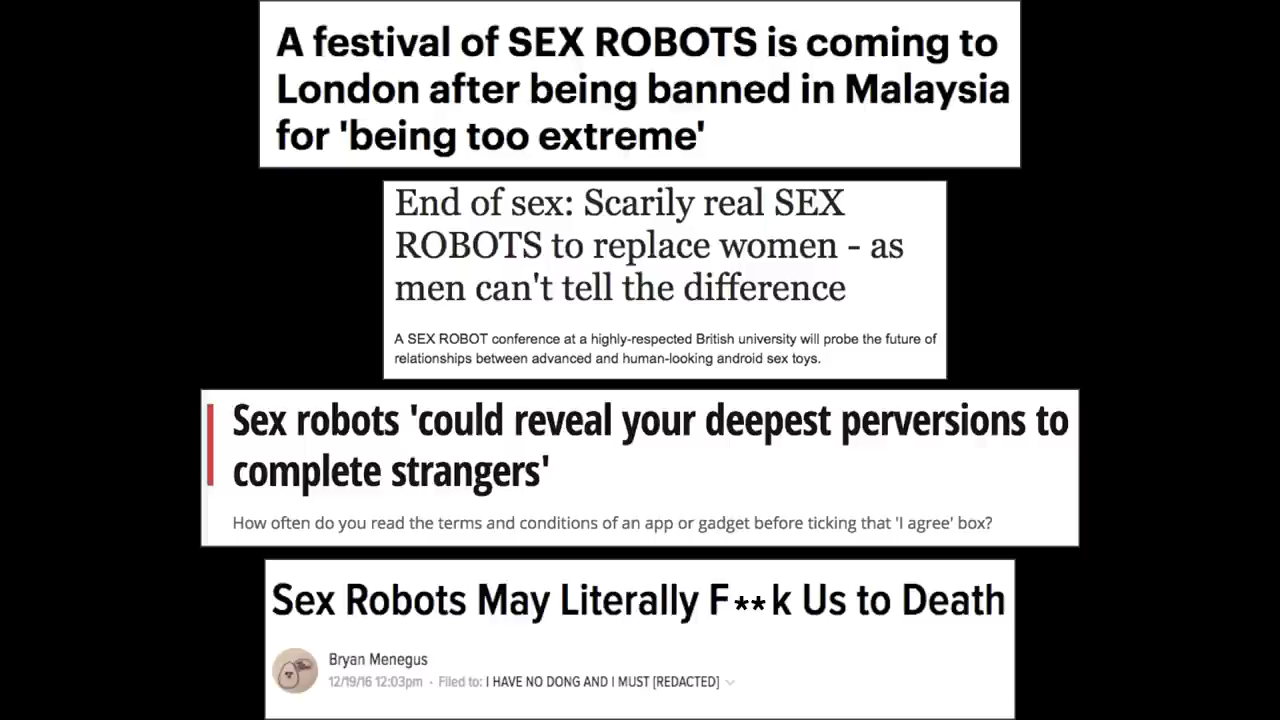 A festival of SEX ROBOTS is coming to
London after being banned in Malaysia
for 'being too extreme'
End of sex: Scarily real SEX
ROBOTS to replace women - as
men can't tell the difference
A SEX ROBOT conference at a highly-respected British university will probe the future of
relationships between advanced and human-looking android sex toys.
Sex robots 'could reveal your deepest perversions to
complete strangers'
How often do you read the terms and conditions of an app or gadget before ticking that 'I agree' box?
Sex Robots May Literally F**k Us to Death
Bryan Menegus
12/19/16 12:03pm · Filed to: I HAVE NO DONG AND I MUST [REDACTED]